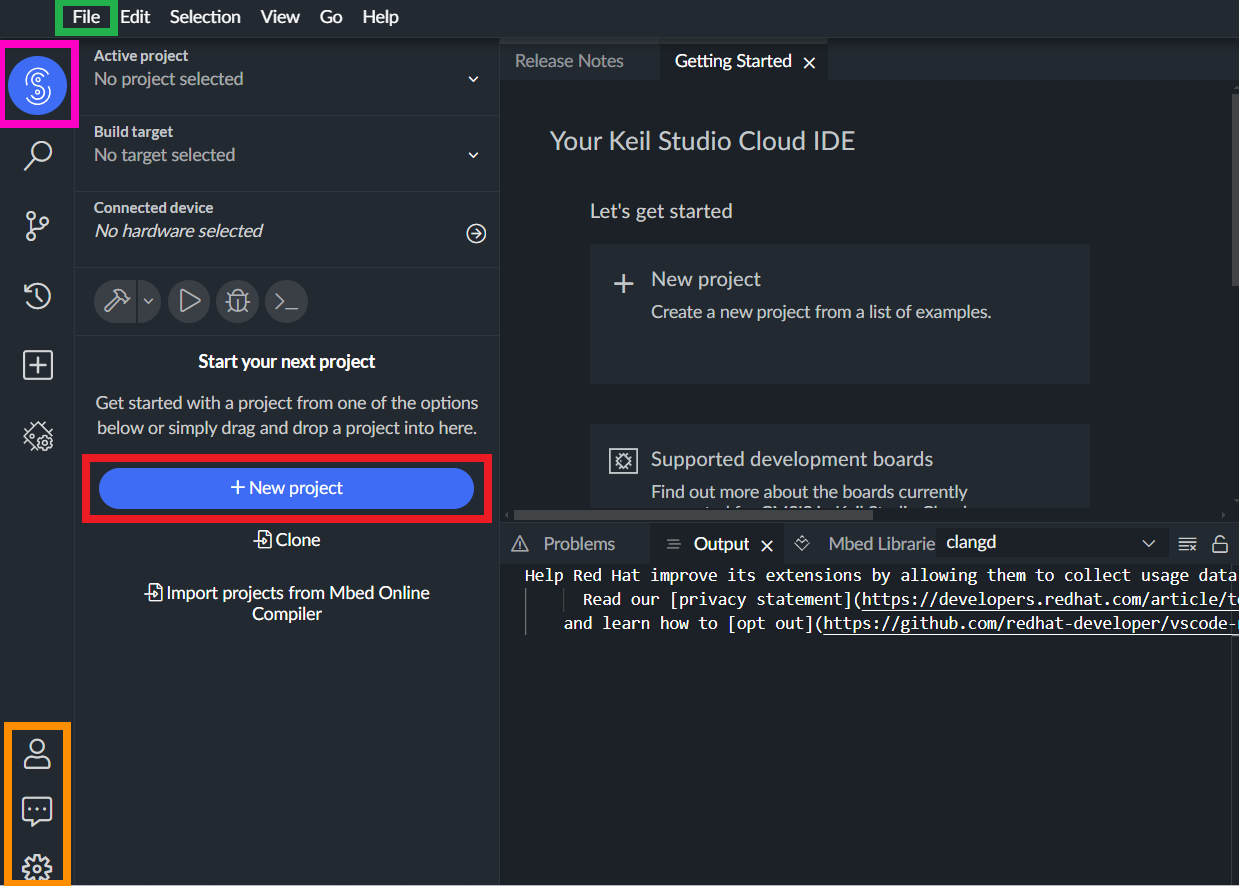 File Edit Selection View Go Help
Active project
No project selected
Build target
No target selected
Connected device
No hardware selected
Start your next project
Get started with a project from one of the options
below or simply drag and drop a project into here.
+ New project
Clone
Import projects from Mbed Online
Compiler
Release Notes Getting Started
Your Keil Studio Cloud IDE
Let's get started
New project
Create a new project from a list of examples.
Supported development boards
Find out more about the boards currently
Problems Output Mbed Librarie clangd
Help Red Hat improve its extensions by allowing them to collect usage data
Read our [privacy statement](https://developers.redhat.com/article/t
and learn how to [opt out](https://github.com/redhat-developer/vscode-